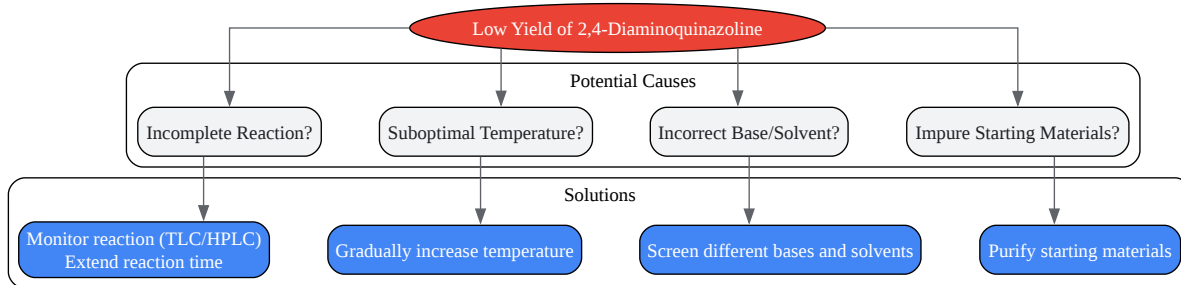 Low Yield of 2,4-Diaminoquinazoline
Potential Causes
Incomplete Reaction?
Suboptimal Temperature?
Incorrect Base/Solvent?
Impure Starting Materials?
Solutions
Monitor reaction (TLC/HPLC)
Extend reaction time
Gradually increase temperature
Screen different bases and solvents
Purify starting materials